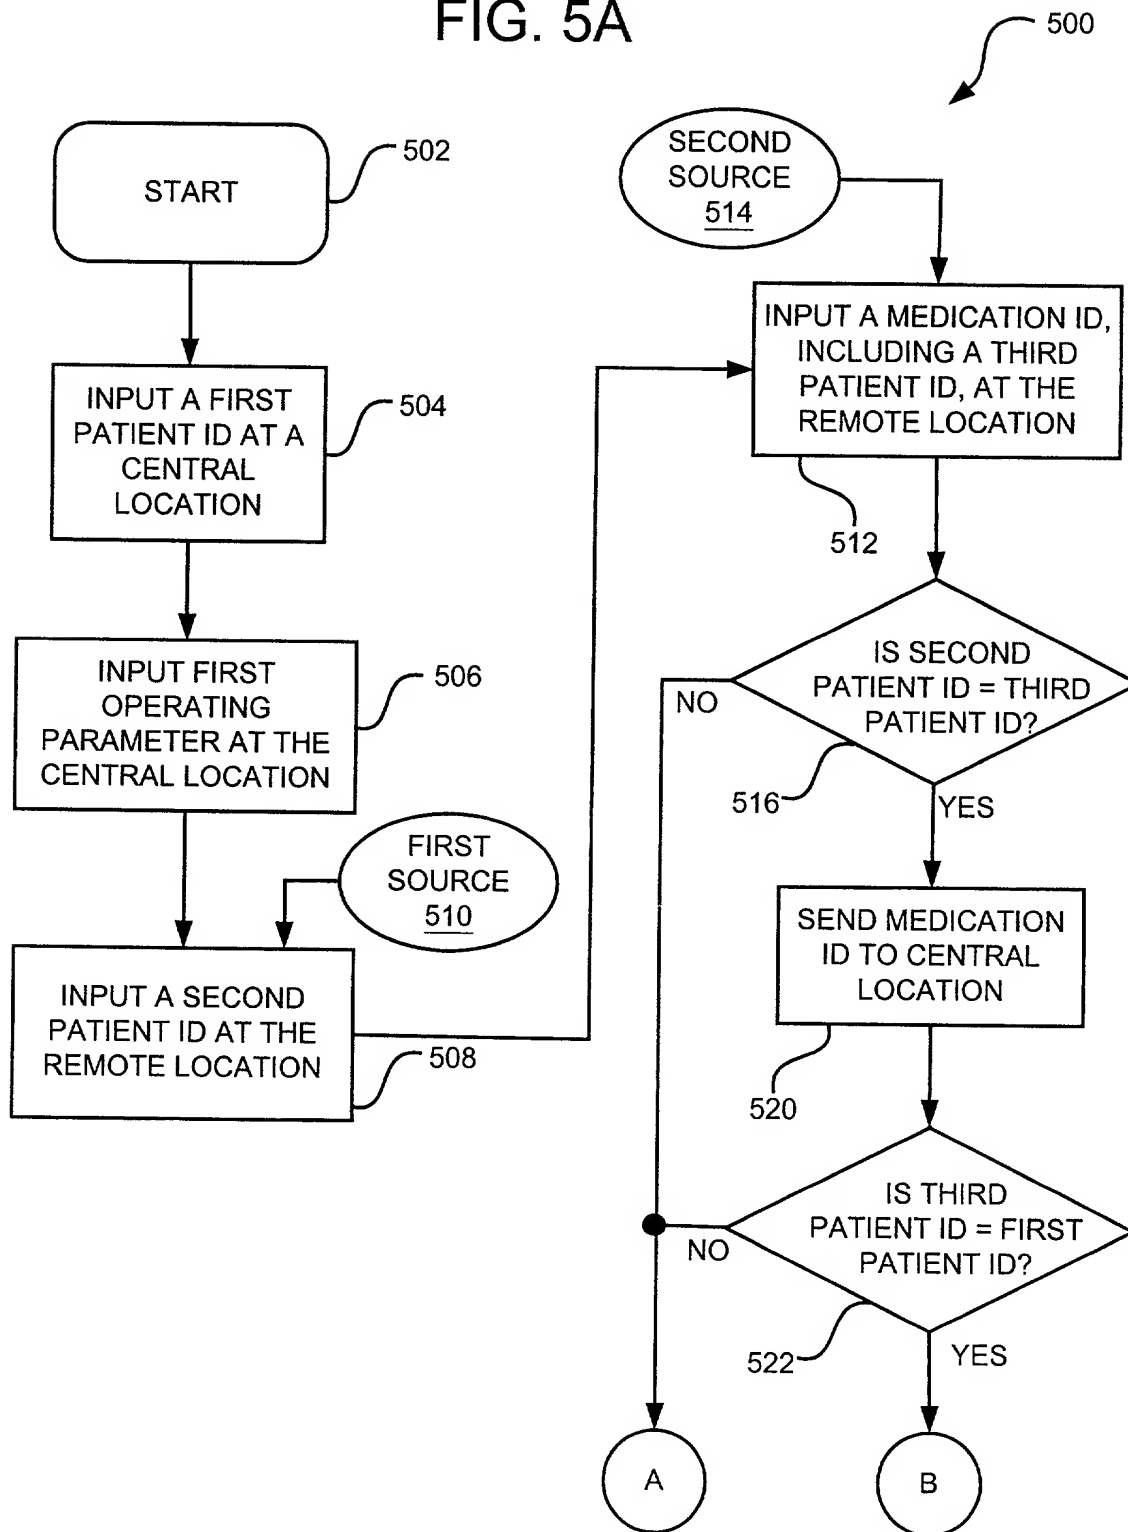 FIG. 5A
500
START
502
INPUT A FIRST
PATIENT ID AT A
CENTRAL
LOCATION
504
INPUT FIRST
OPERATING
PARAMETER AT THE
CENTRAL LOCATION
506
FIRST
SOURCE
510
INPUT A SECOND
PATIENT ID AT THE
REMOTE LOCATION
508
SECOND
SOURCE
514
INPUT A MEDICATION ID,
INCLUDING A THIRD
PATIENT ID, AT THE
REMOTE LOCATION
512
IS SECOND
PATIENT ID = THIRD
PATIENT ID?
NO
516
YES
SEND MEDICATION
ID TO CENTRAL
LOCATION
520
IS THIRD
PATIENT ID = FIRST
PATIENT ID?
NO
522
YES
A
B